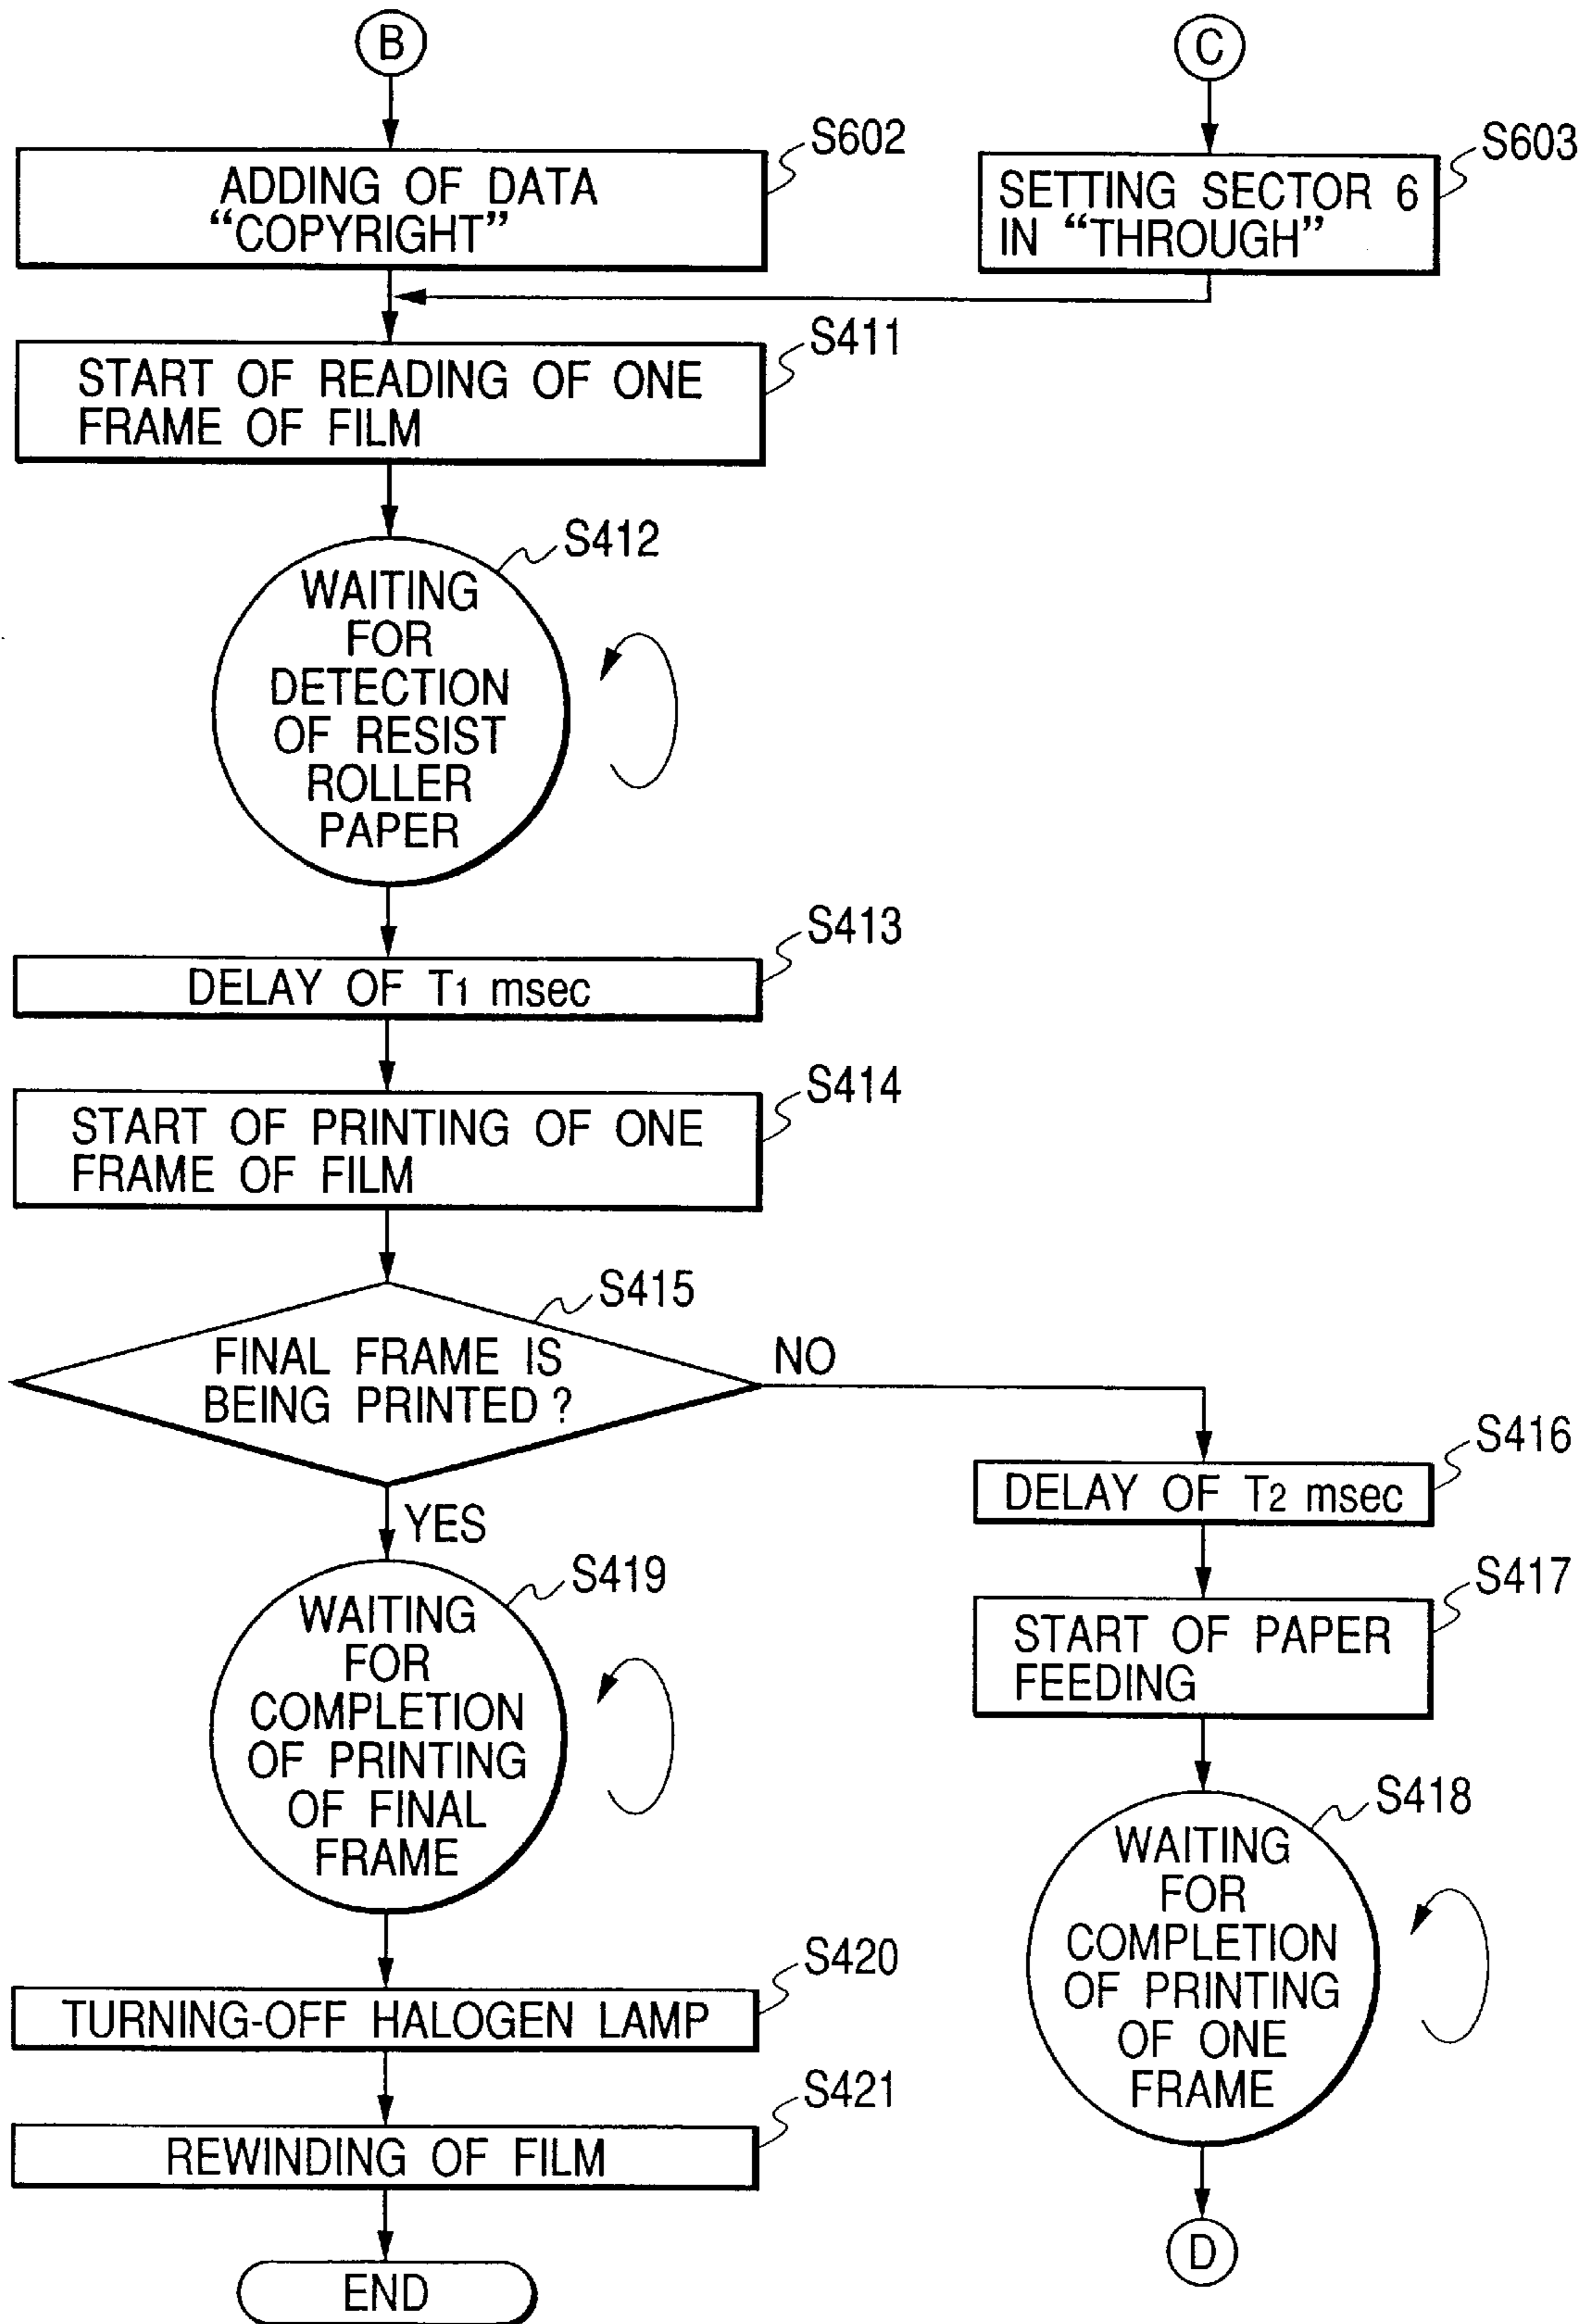 B
C
S602
ADDING OF DATA
“COPYRIGHT”
S603
SETTING SECTOR 6
IN “THROUGH”
S411
START OF READING OF ONE
FRAME OF FILM
S412
WAITING
FOR
DETECTION
OF RESIST
ROLLER
PAPER
S413
DELAY OF T1 msec
S414
START OF PRINTING OF ONE
FRAME OF FILM
S415
FINAL FRAME IS
BEING PRINTED ?
NO
YES
S416
DELAY OF T2 msec
S417
START OF PAPER
FEEDING
S418
WAITING
FOR
COMPLETION
OF PRINTING
OF ONE
FRAME
D
S419
WAITING
FOR
COMPLETION
OF PRINTING
OF FINAL
FRAME
S420
TURNING-OFF HALOGEN LAMP
S421
REWINDING OF FILM
END